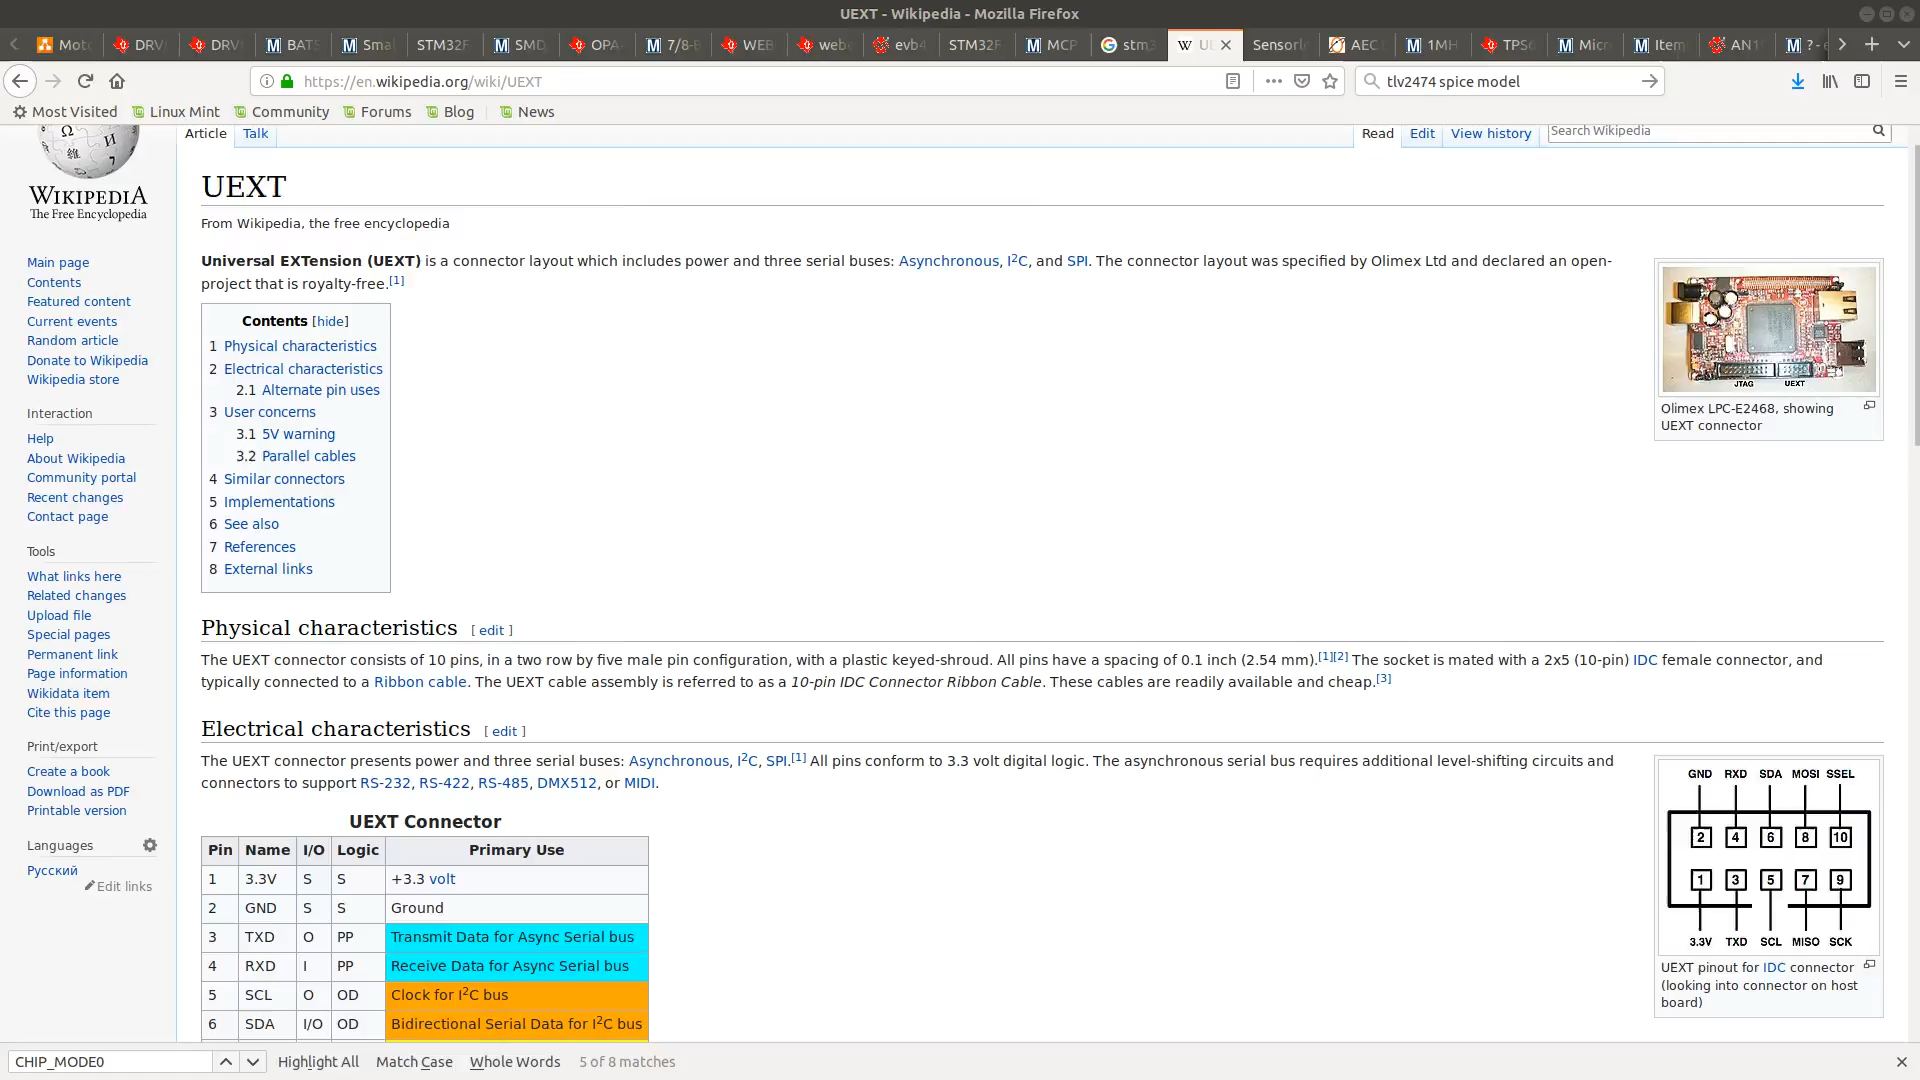 UEXT - Wikipedia - Mozilla Firefox
Moto DRV DRV BATS Sma STM32F SMD OPA 7/8-B WEB web evb4 STM32F MCP stm3 UE Sensorl AEC 1MH TPS6 Micr Item AN1 ? - e
https://en.wikipedia.org/wiki/UEXT
tlv2474 spice model
Most Visited Linux Mint Community Forums Blog News
Article Talk
Read Edit View history Search Wikipedia
WIKIPEDIA
The Free Encyclopedia
Main page
Contents
Featured content
Current events
Random article
Donate to Wikipedia
Wikipedia store
Interaction
Help
About Wikipedia
Community portal
Recent changes
Contact page
Tools
What links here
Related changes
Upload file
Special pages
Permanent link
Page information
Wikidata item
Cite this page
Print/export
Create a book
Download as PDF
Printable version
Languages
Русский
Edit links
UEXT
From Wikipedia, the free encyclopedia
Universal EXTension (UEXT) is a connector layout which includes power and three serial buses: Asynchronous, I2C, and SPI. The connector layout was specified by Olimex Ltd and declared an open-
project that is royalty-free.[1]
Contents [hide]
1 Physical characteristics
2 Electrical characteristics
2.1 Alternate pin uses
3 User concerns
3.1 5V warning
3.2 Parallel cables
4 Similar connectors
5 Implementations
6 See also
7 References
8 External links
JTAG UEXT
Olimex LPC-E2468, showing
UEXT connector
Physical characteristics [ edit ]
The UEXT connector consists of 10 pins, in a two row by five male pin configuration, with a plastic keyed-shroud. All pins have a spacing of 0.1 inch (2.54 mm).[1][2] The socket is mated with a 2x5 (10-pin) IDC female connector, and
typically connected to a Ribbon cable. The UEXT cable assembly is referred to as a 10-pin IDC Connector Ribbon Cable. These cables are readily available and cheap.[3]
Electrical characteristics [ edit ]
The UEXT connector presents power and three serial buses: Asynchronous, I2C, SPI.[1] All pins conform to 3.3 volt digital logic. The asynchronous serial bus requires additional level-shifting circuits and
connectors to support RS-232, RS-422, RS-485, DMX512, or MIDI.
UEXT Connector
Pin Name I/O Logic Primary Use
1 3.3V S S +3.3 volt
2 GND S S Ground
3 TXD O PP Transmit Data for Async Serial bus
4 RXD I PP Receive Data for Async Serial bus
5 SCL O OD Clock for I2C bus
6 SDA I/O OD Bidirectional Serial Data for I2C bus
GND RXD SDA MOSI SSEL
2 4 6 8 10
1 3 5 7 9
3.3V TXD SCL MISO SCK
UEXT pinout for IDC connector
(looking into connector on host
board)
CHIP_MODE0 Highlight All Match Case Whole Words 5 of 8 matches